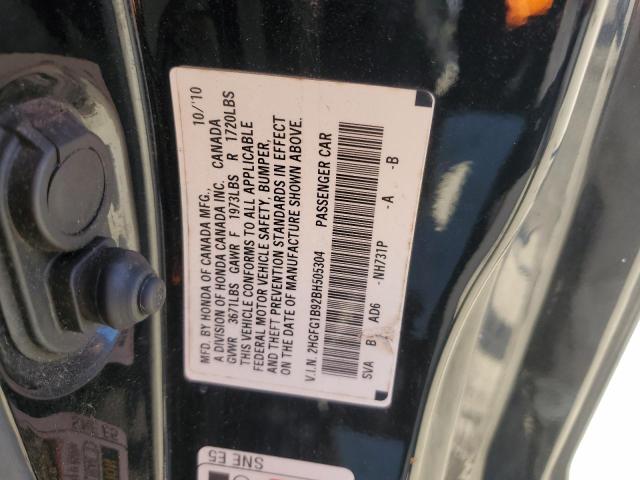 MFD. BY HONDA OF CANADA MFG., 10/'10
A DIVISION OF HONDA CANADA INC. CANADA
GVWR 3671LBS GAWR F 1973LBS R 1720LBS
THIS VEHICLE CONFORMS TO ALL APPLICABLE
FEDERAL MOTOR VEHICLE SAFETY, BUMPER,
AND THEFT PREVENTION STANDARDS IN EFFECT
ON THE DATE OF MANUFACTURE SHOWN ABOVE.
V.I.N. 2HGFG1B92BH505304 PASSENGER CAR
SVA B AD6 -NH731P -A -B
SNE E5